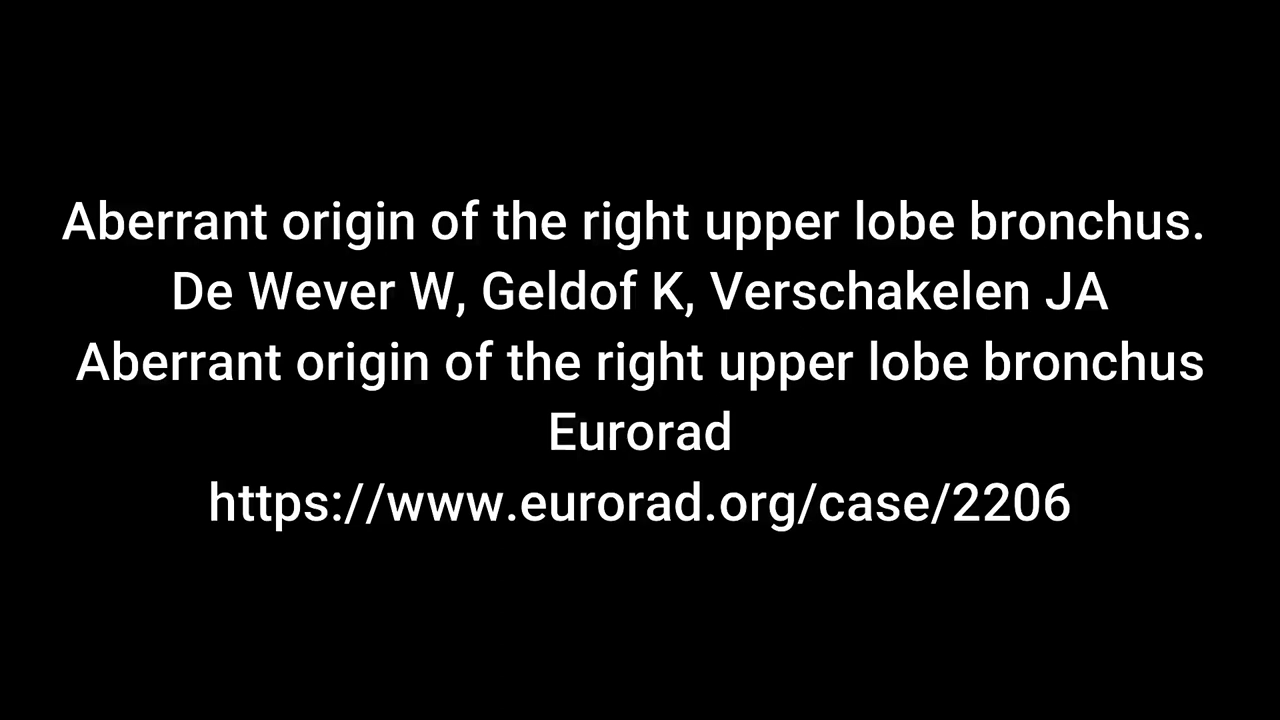 Aberrant origin of the right upper lobe bronchus.
De Wever W, Geldof K, Verschakelen JA
Aberrant origin of the right upper lobe bronchus
Eurorad
https://www.eurorad.org/case/2206